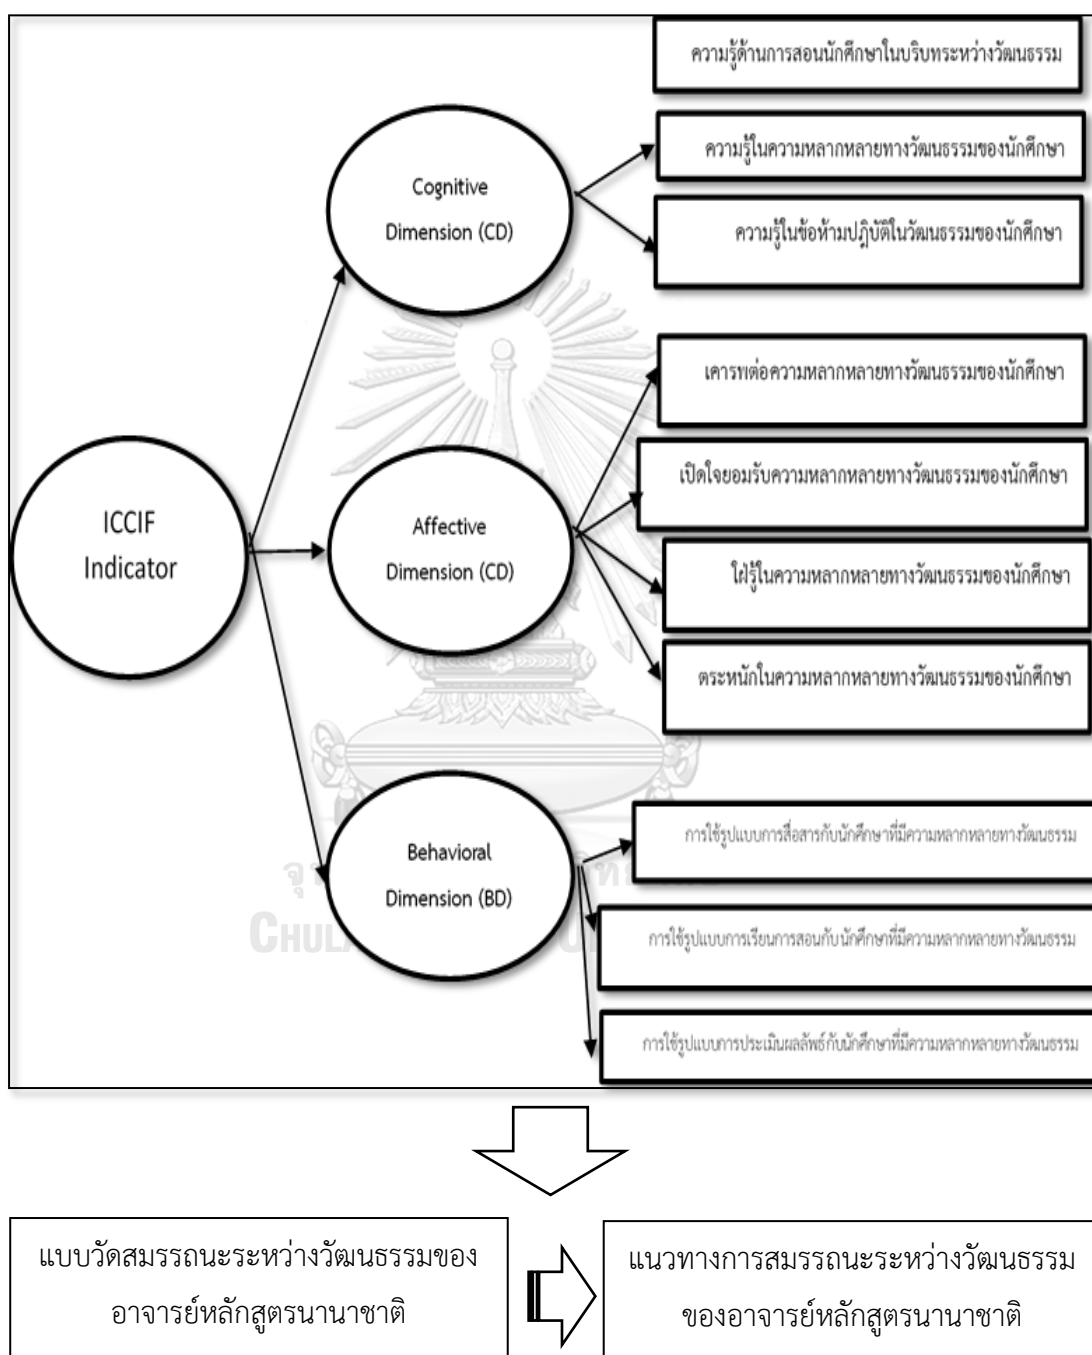 ความรู้ด้านการสอนนักศึกษาในบริบทระหว่างวัฒนธรรม
ความรู้ในความหลากหลายทางวัฒนธรรมของนักศึกษา
ความรู้ในข้อห้ามปฎิบัติในวัฒนธรรมของนักศึกษา
Cognitive
Dimension (CD)
เคารพต่อความหลากหลายทางวัฒนธรรมของนักศึกษา
เปิดใจยอมรับความหลากหลายทางวัฒนธรรมของนักศึกษา
ใฝ่รู้ในความหลากหลายทางวัฒนธรรมของนักศึกษา
ตระหนักในความหลากหลายทางวัฒนธรรมของนักศึกษา
ICCIF
Indicator
Affective
Dimension (CD)
Behavioral
Dimension (BD)
การใช้รูปแบบการสื่อสารกับนักศึกษาที่มีความหลากหลายทางวัฒนธรรม
การใช้รูปแบบการเรียนการสอนกับนักศึกษาที่มีความหลากหลายทางวัฒนธรรม
การใช้รูปแบบการประเมินผลลัพธ์กับนักศึกษาที่มีความหลากหลายทางวัฒนธรรม
แบบวัดสมรรถนะระหว่างวัฒนธรรมของ
อาจารย์หลักสูตรนานาชาติ
แนวทางการสมรรถนะระหว่างวัฒนธรรม
ของอาจารย์หลักสูตรนานาชาติ